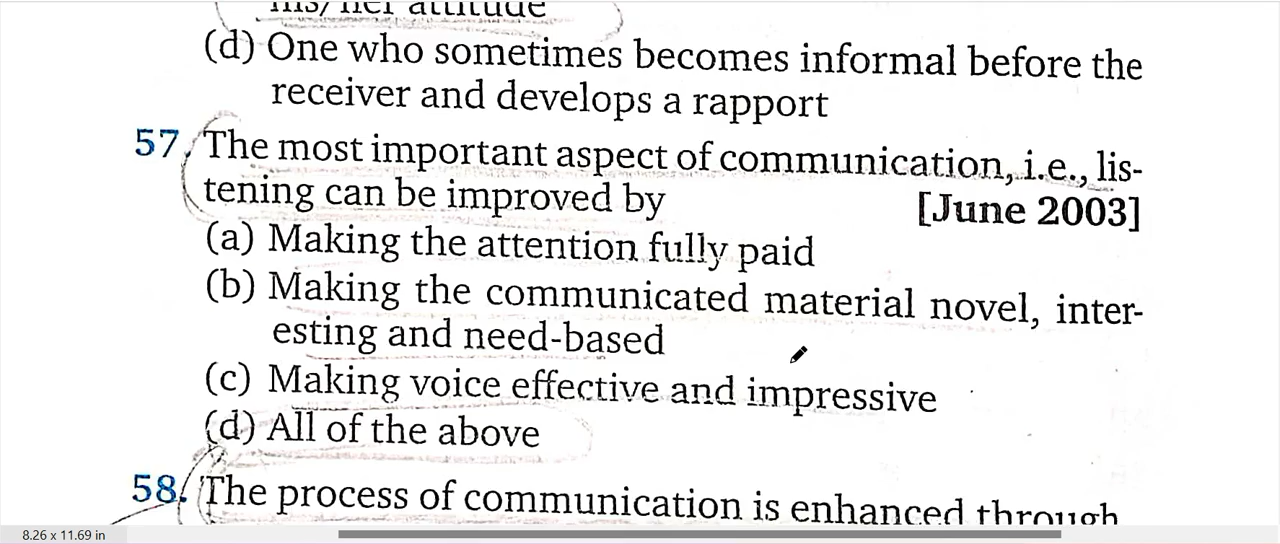 his/her attitude
(d) One who sometimes becomes informal before the
receiver and develops a rapport
57. The most important aspect of communication, i.e., lis-
tening can be improved by [June 2003]
(a) Making the attention fully paid
(b) Making the communicated material novel, inter-
esting and need-based
(c) Making voice effective and impressive
(d) All of the above
58. The process of communication is enhanced through
8.26 x 11.69 in